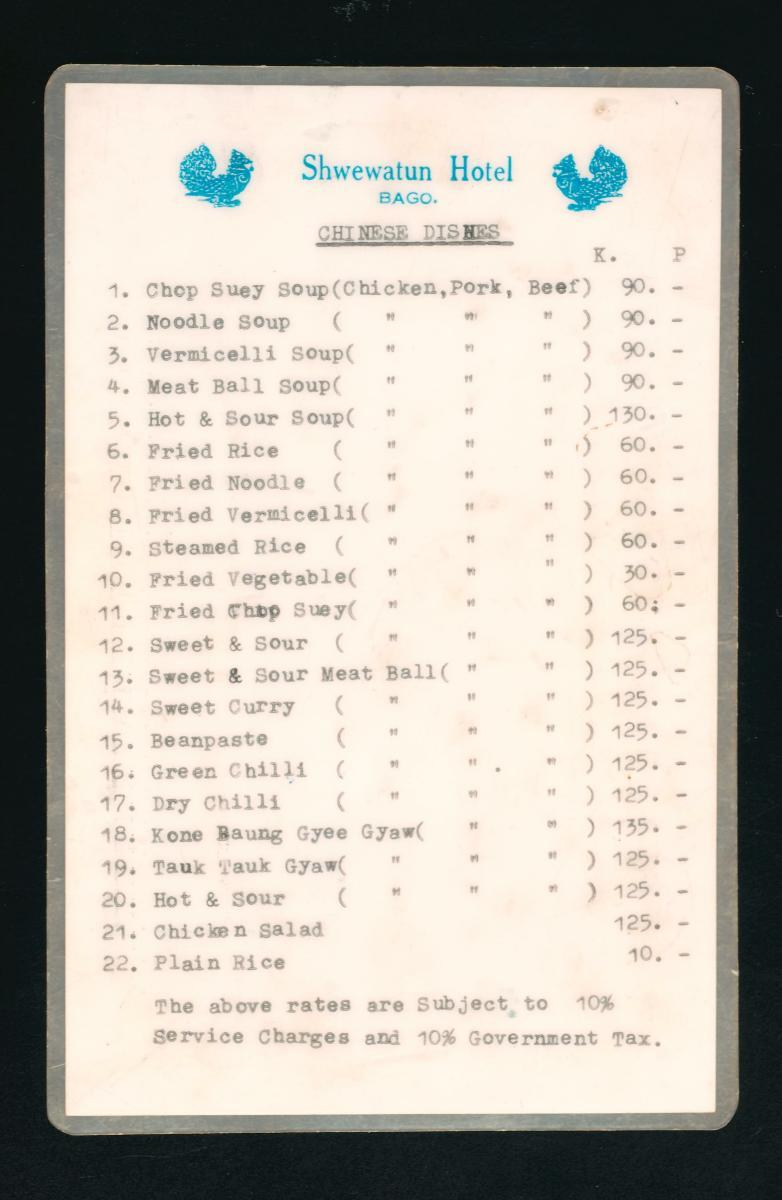 Shwewatun Hotel
BAGO.
CHINESE DISHES
K. P
1. Chop Suey Soup(Chicken,Pork, Beef) 90. -
2. Noodle Soup ( " " " ) 90. -
3. Vermicelli Soup( " " " ) 90. -
4. Meat Ball Soup( " " " ) 90. -
5. Hot & Sour Soup( " " " ) 130. -
6. Fried Rice ( " " " ) 60. -
7. Fried Noodle ( " " " ) 60. -
8. Fried Vermicelli( " " " ) 60. -
9. Steamed Rice ( " " " ) 60. -
10. Fried Vegetable( " " " ) 30. -
11. Fried Chop Suey( " " " ) 60; -
12. Sweet & Sour ( " " " ) 125. -
13. Sweet & Sour Meat Ball( " " ) 125. -
14. Sweet Curry ( " " " ) 125. -
15. Beanpaste ( " " " ) 125. -
16. Green Chilli ( " " " ) 125. -
17. Dry Chilli ( " " " ) 125. -
18. Kone Baung Gyee Gyaw( " " ) 135. -
19. Tauk Tauk Gyaw( " " " ) 125. -
20. Hot & Sour ( " " " ) 125. -
21. Chicken Salad 125. -
22. Plain Rice 10. -
The above rates are Subject to 10%
Service Charges and 10% Government Tax.